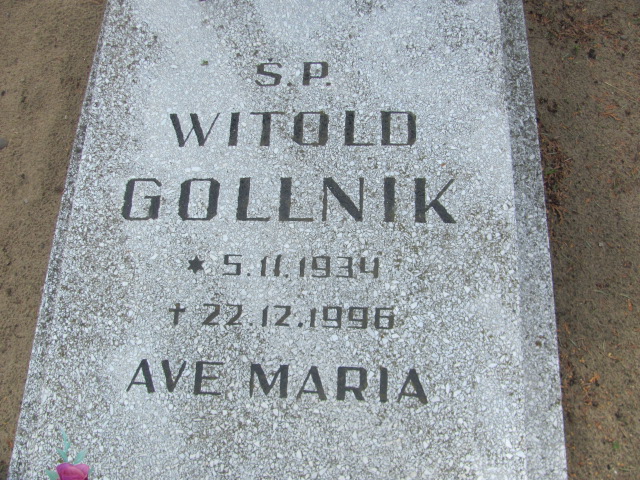 Ś.P.
WITOLD
GOLLNIK
* 5.11.1934
† 22.12.1996
AVE MARIA